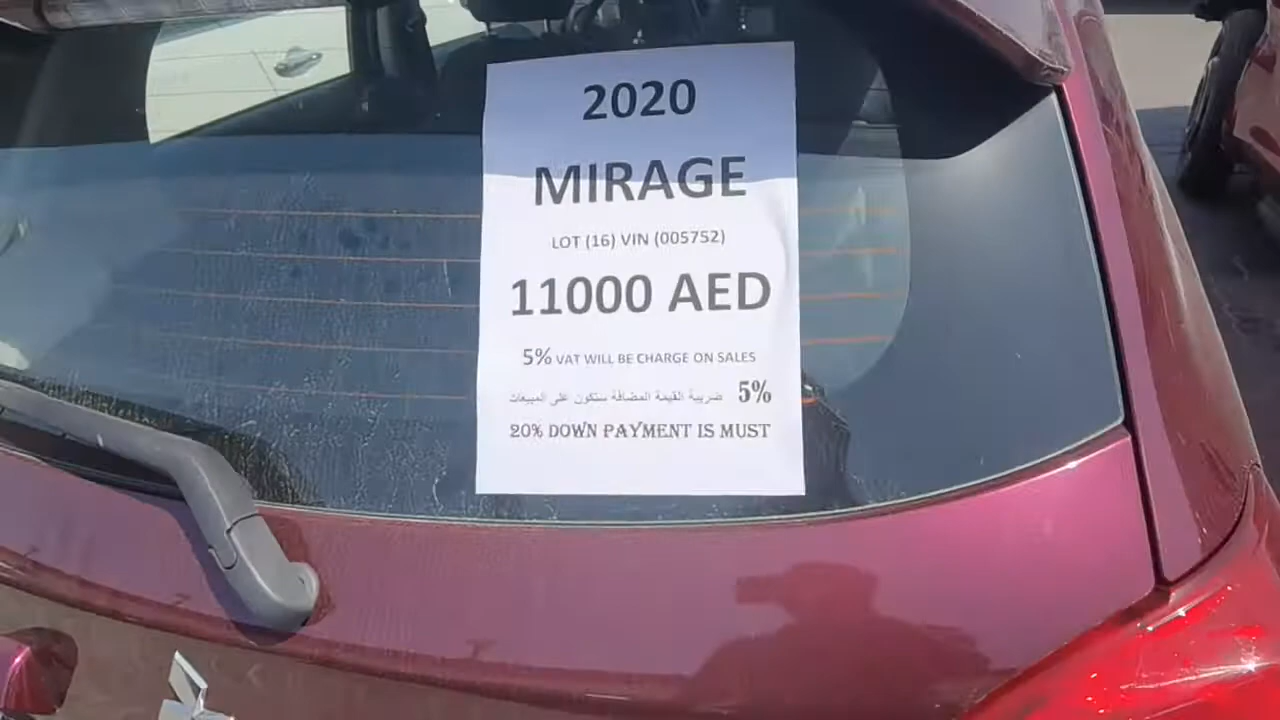 2020
MIRAGE
LOT (16) VIN (005752)
11000 AED
5% VAT WILL BE CHARGE ON SALES
5% ضريبة القيمة المضافة ستكون على المبيعات
20% DOWN PAYMENT IS MUST